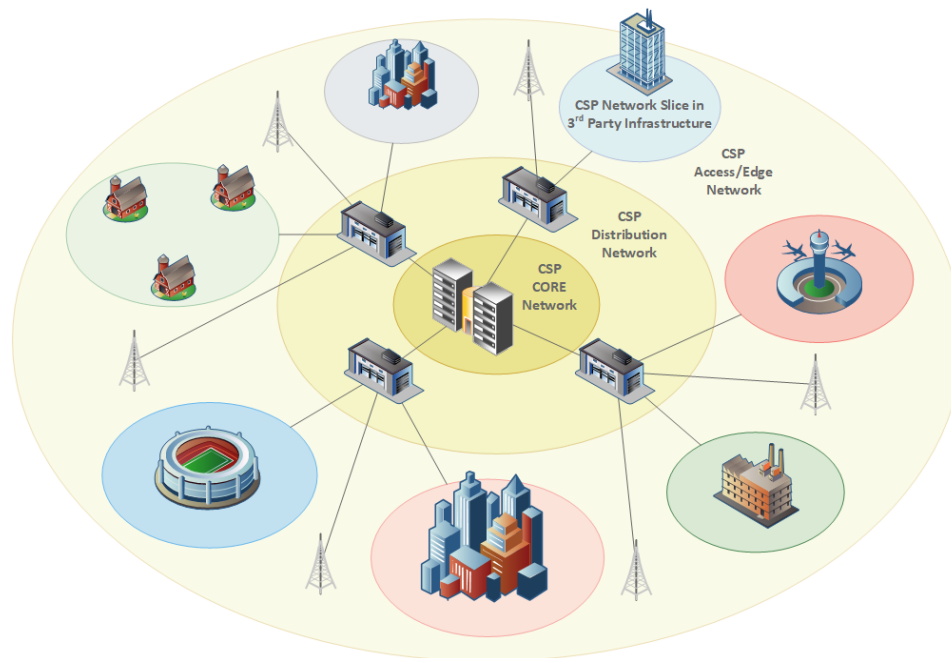 CSP Network Slice in
3rd Party Infrastructure
CSP
Access/Edge
Network
CSP
Distribution
Network
CSP
CORE
Network